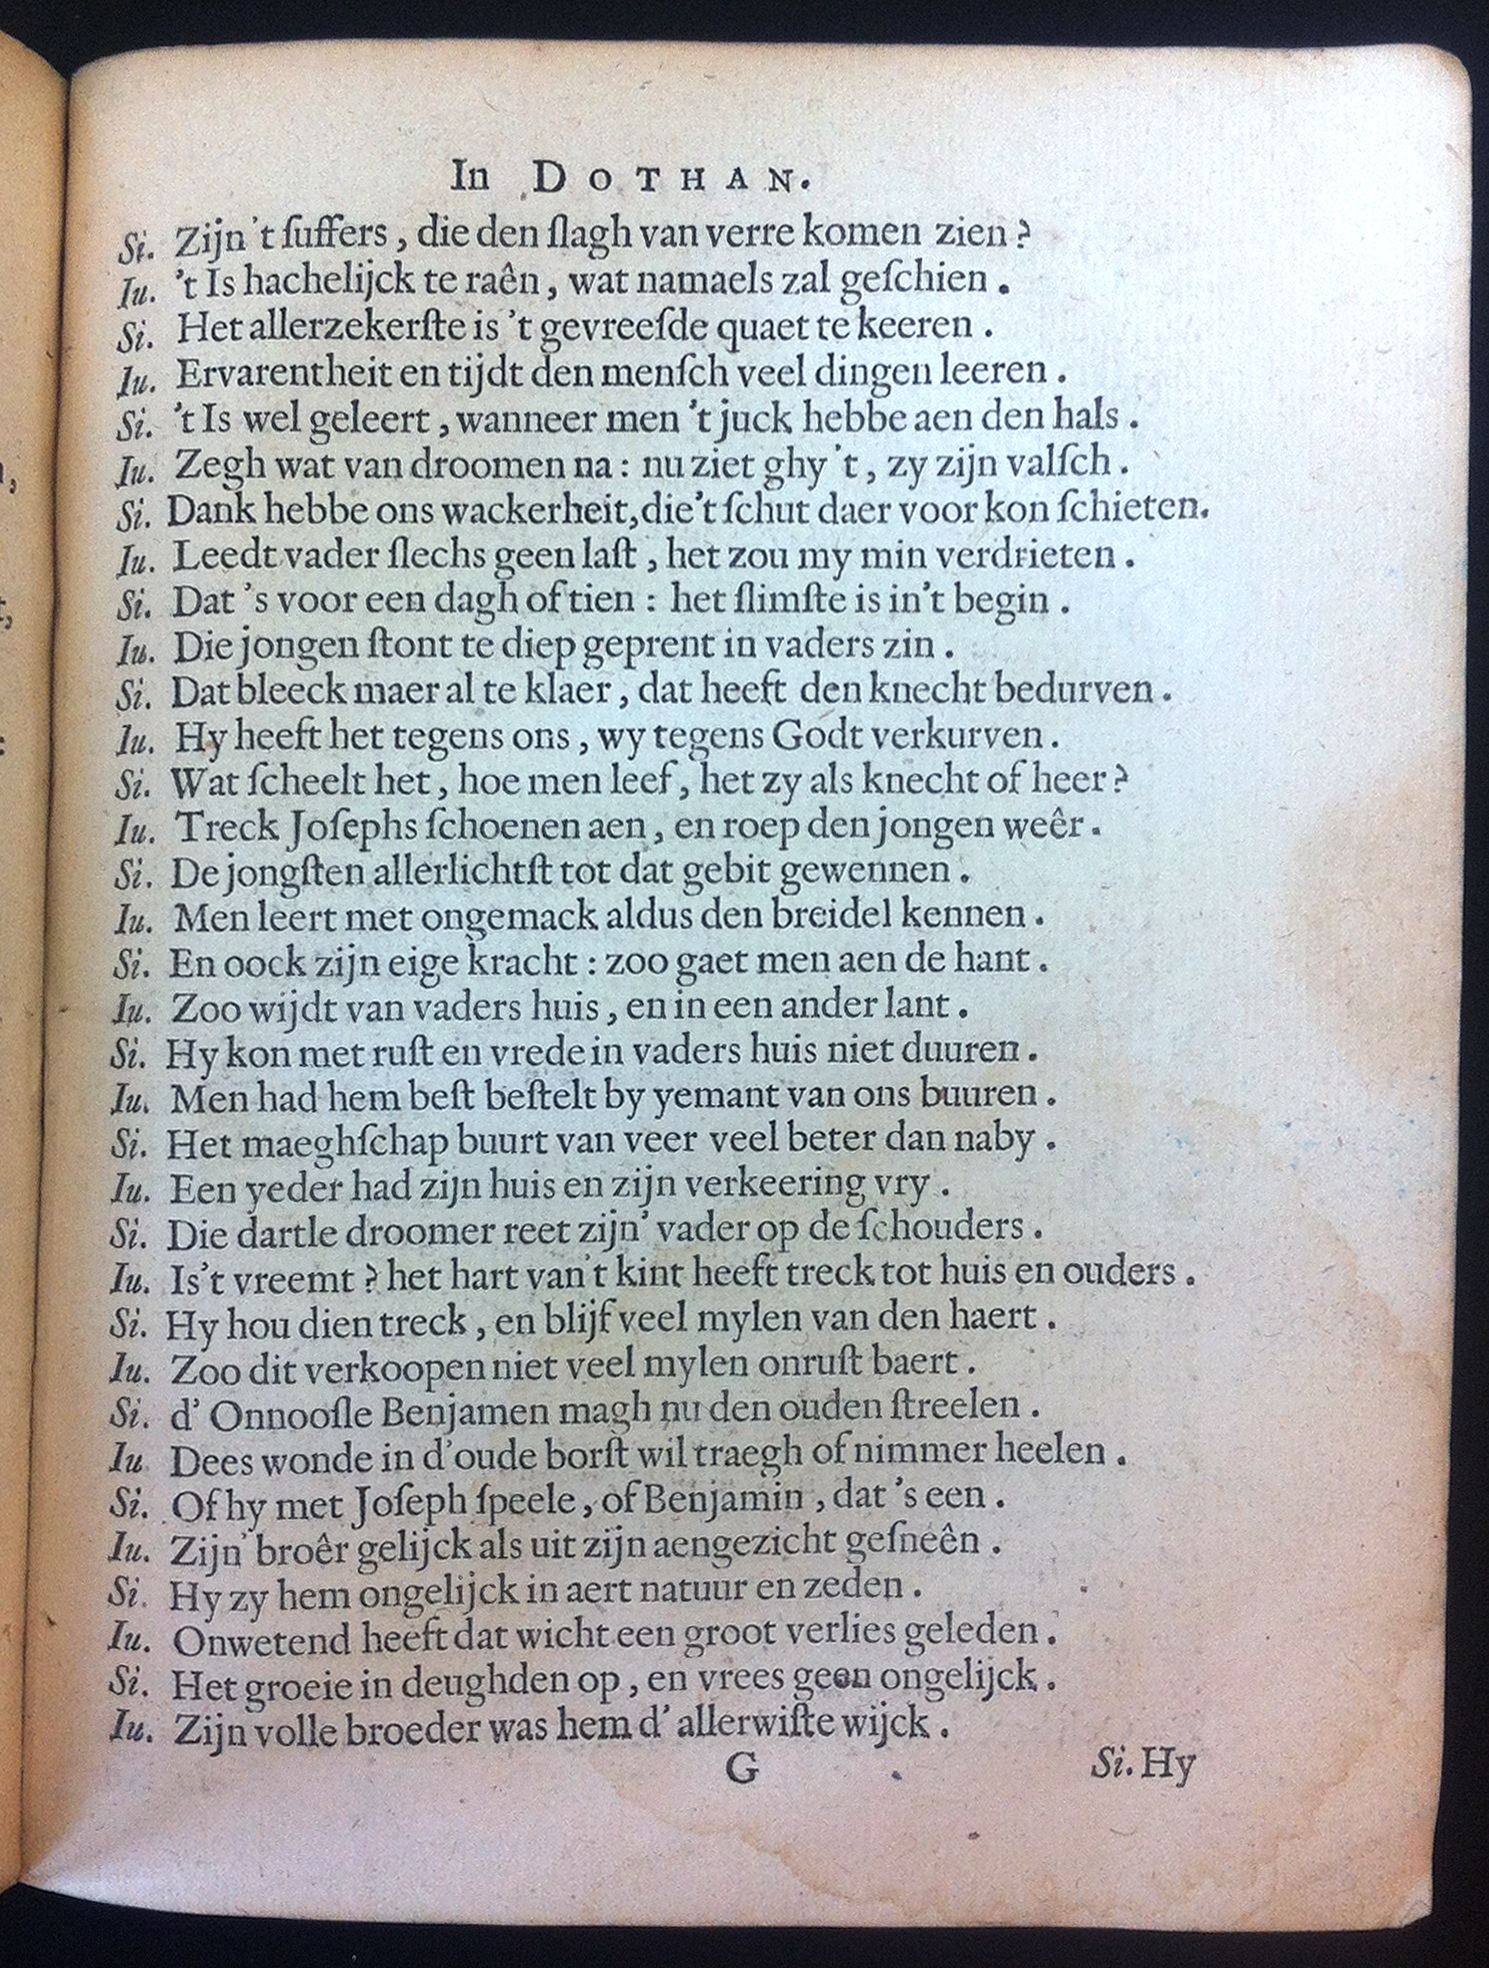 In DOTHAN.
Si. Zijn 't ſuffers, die den ſlagh van verre komen zien?
Iu. 't Is hachelijck te raên, wat namaels zal geſchien.
Si. Het allerzekerſte is 't gevreeſde quaet te keeren.
Iu. Ervarentheit en tijdt den menſch veel dingen leeren.
Si. 't Is wel geleert, wanneer men 't juck hebbe aen den hals.
Iu. Zegh wat van droomen na: nu ziet ghy 't, zy zijn valſch.
Si. Dank hebbe ons wackerheit, die't ſchut daer voor kon ſchieten.
Iu. Leedt vader ſlechs geen laſt, het zou my min verdrieten.
Si. Dat 's voor een dagh of tien: het ſlimſte is in't begin.
Iu. Die jongen ſtont te diep geprent in vaders zin.
Si. Dat bleeck maer al te klaer, dat heeft den knecht bedurven.
Iu. Hy heeft het tegens ons, wy tegens Godt verkurven.
Si. Wat ſcheelt het, hoe men leef, het zy als knecht of heer?
Iu. Treck Joſephs ſchoenen aen, en roep den jongen weêr.
Si. De jongſten allerlichtſt tot dat gebit gewennen.
Iu. Men leert met ongemack aldus den breidel kennen.
Si. En oock zijn eige kracht: zoo gaet men aen de hant.
Iu. Zoo wijdt van vaders huis, en in een ander lant.
Si. Hy kon met ruſt en vrede in vaders huis niet duuren.
Iu. Men had hem beſt beſtelt by yemant van ons buuren.
Si. Het maeghſchap buurt van veer veel beter dan naby.
Iu. Een yeder had zijn huis en zijn verkeering vry.
Si. Die dartle droomer reet zijn' vader op de ſchouders.
Iu. Is't vreemt? het hart van't kint heeft treck tot huis en ouders.
Si. Hy hou dien treck, en blijf veel mylen van den haert.
Iu. Zoo dit verkoopen niet veel mylen onruſt baert.
Si. d' Onnooſle Benjamen magh nu den ouden ſtreelen.
Iu. Dees wonde in d'oude borſt wil traegh of nimmer heelen.
Si. Of hy met Joſeph ſpeele, of Benjamin, dat 's een.
Iu. Zijn' broêr gelijck als uit zijn aengezicht geſneên.
Si. Hy zy hem ongelijck in aert natuur en zeden.
Iu. Onwetend heeft dat wicht een groot verlies geleden.
Si. Het groeie in deughden op, en vrees geen ongelijck.
Iu. Zijn volle broeder was hem d' allerwiſte wijck.
G Si. Hy